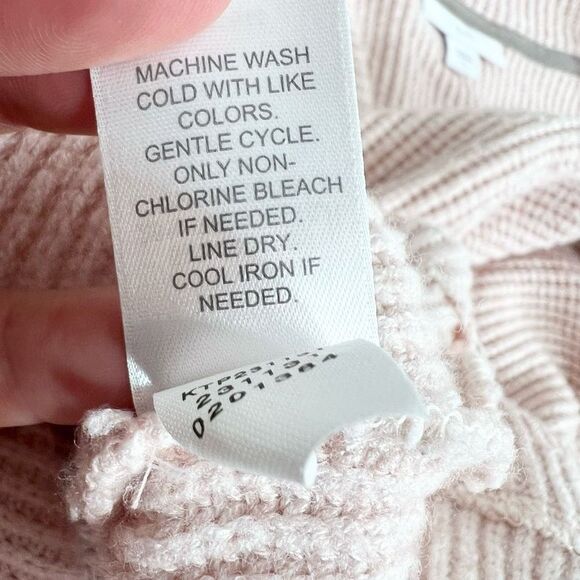 MACHINE WASH
COLD WITH LIKE
COLORS.
GENTLE CYCLE.
ONLY NON-
CHLORINE BLEACH
IF NEEDED.
LINE DRY.
COOL IRON IF
NEEDED.
0201384